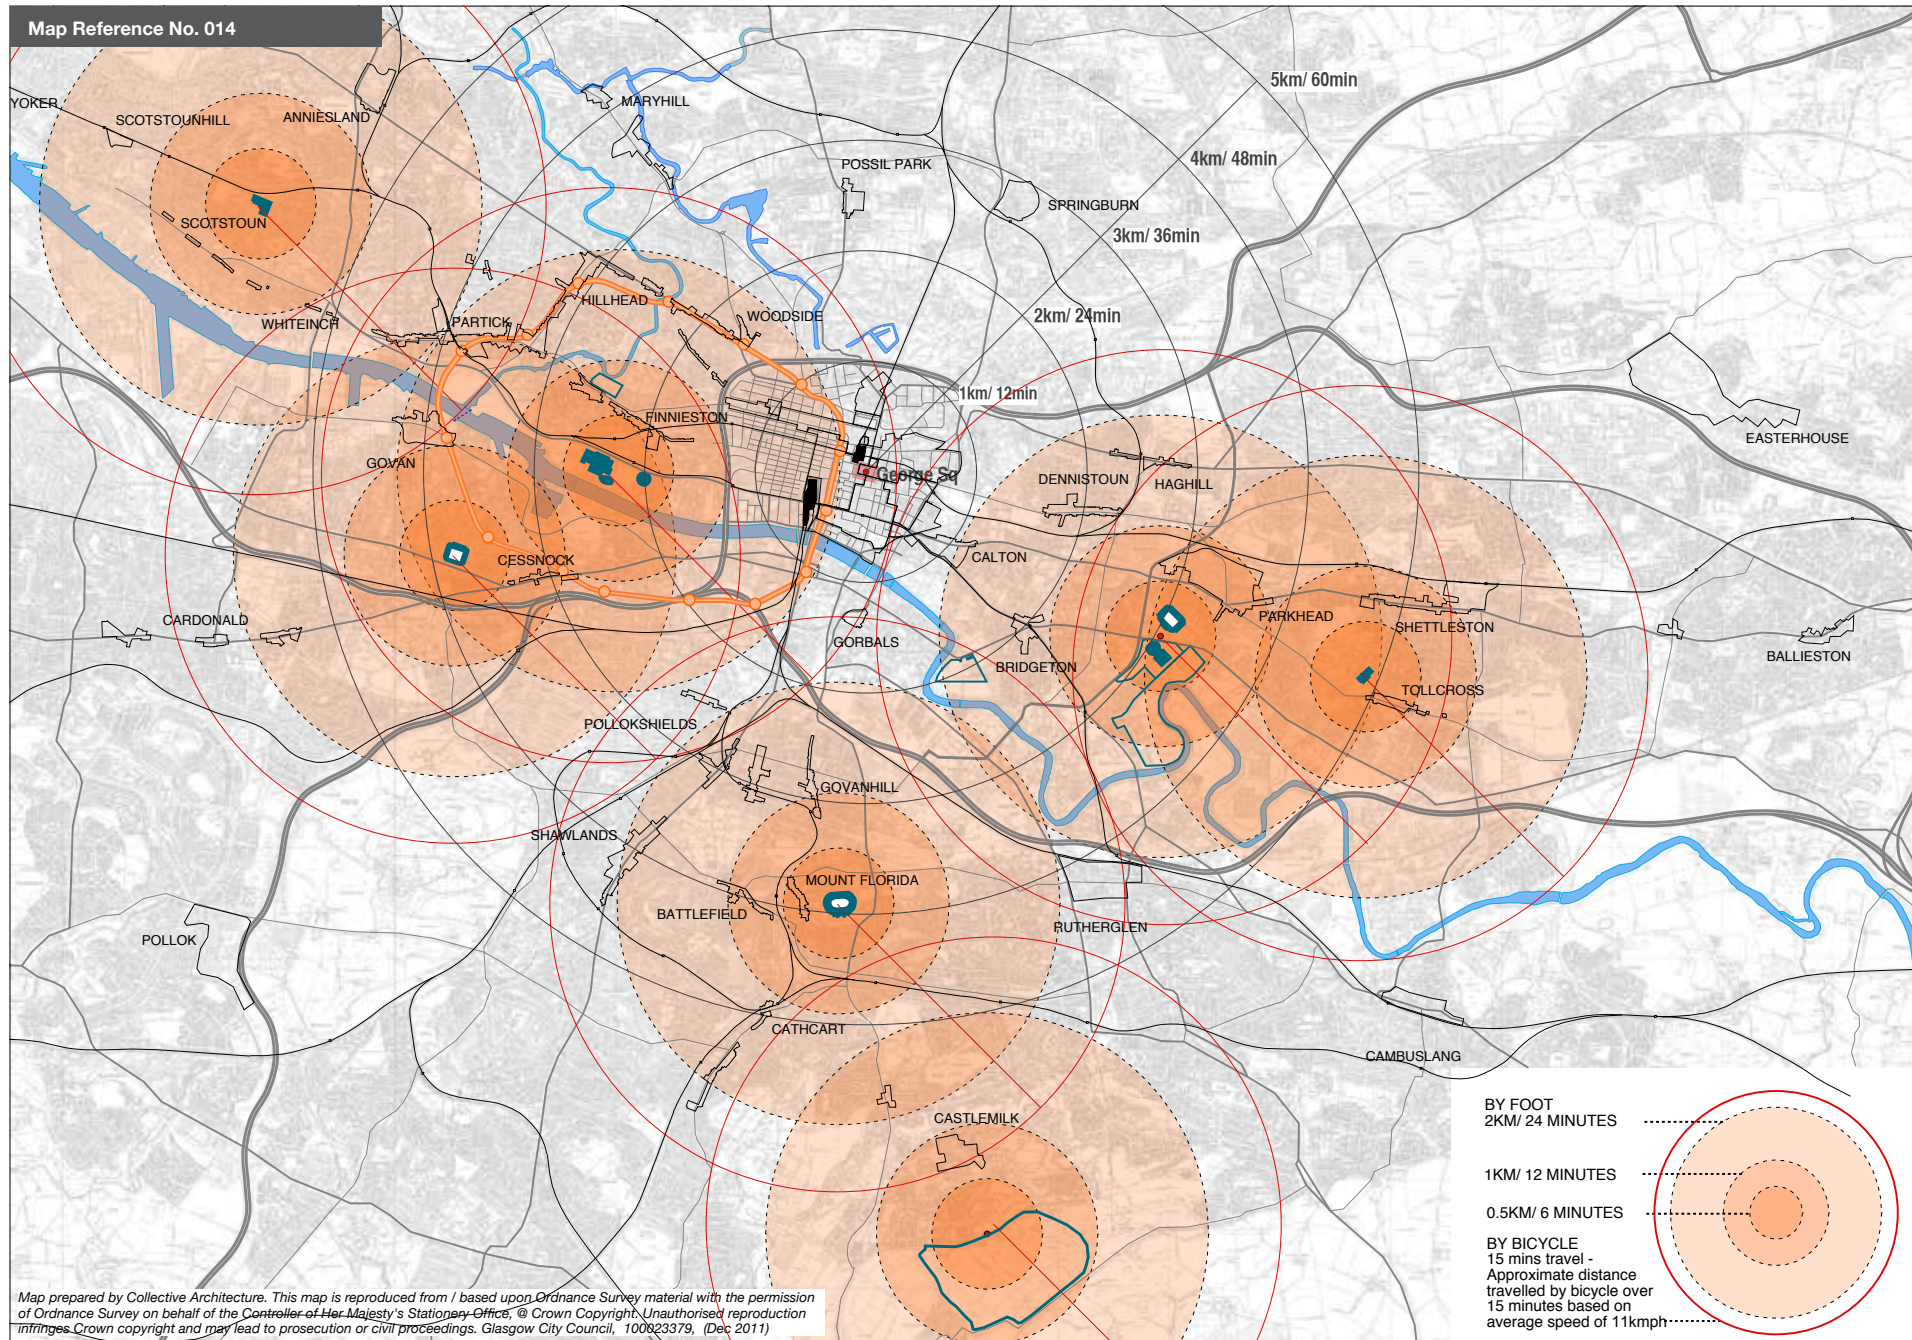 Map Reference No. 014
5km/ 60min
YOKER
MARYHILL
SCOTSTOUNHILL
ANNIESLAND
4km/ 48min
POSSIL PARK
SPRINGBURN
SCOTSTOUN
3km/ 36min
HILLHEAD
WOODSIDE
2km/ 24min
WHITEINCH
PARTICK
1km/ 12min
FINNIESTON
EASTERHOUSE
GOVAN
George Sq
DENNISTOUN
HAGHILL
CESSNOCK
CALTON
CARDONALD
GORBALS
PARKHEAD
SHETTLESTON
BRIDGETON
BALLIESTON
TOLLCROSS
POLLOKSHIELDS
GOVANHILL
SHAWLANDS
MOUNT FLORIDA
BATTLEFIELD
RUTHERGLEN
POLLOK
CATHCART
CAMBUSLANG
CASTLEMILK
BY FOOT
2KM/ 24 MINUTES
1KM/ 12 MINUTES
0.5KM/ 6 MINUTES
BY BICYCLE
15 mins travel -
Approximate distance
travelled by bicycle over
15 minutes based on
average speed of 11kmph
Map prepared by Collective Architecture. This map is reproduced from / based upon Ordnance Survey material with the permission
of Ordnance Survey on behalf of the Controller of Her Majesty's Stationery Office, @ Crown Copyright. Unauthorised reproduction
infringes Crown copyright and may lead to prosecution or civil proceedings. Glasgow City Council, 100023379, (Dec 2011)